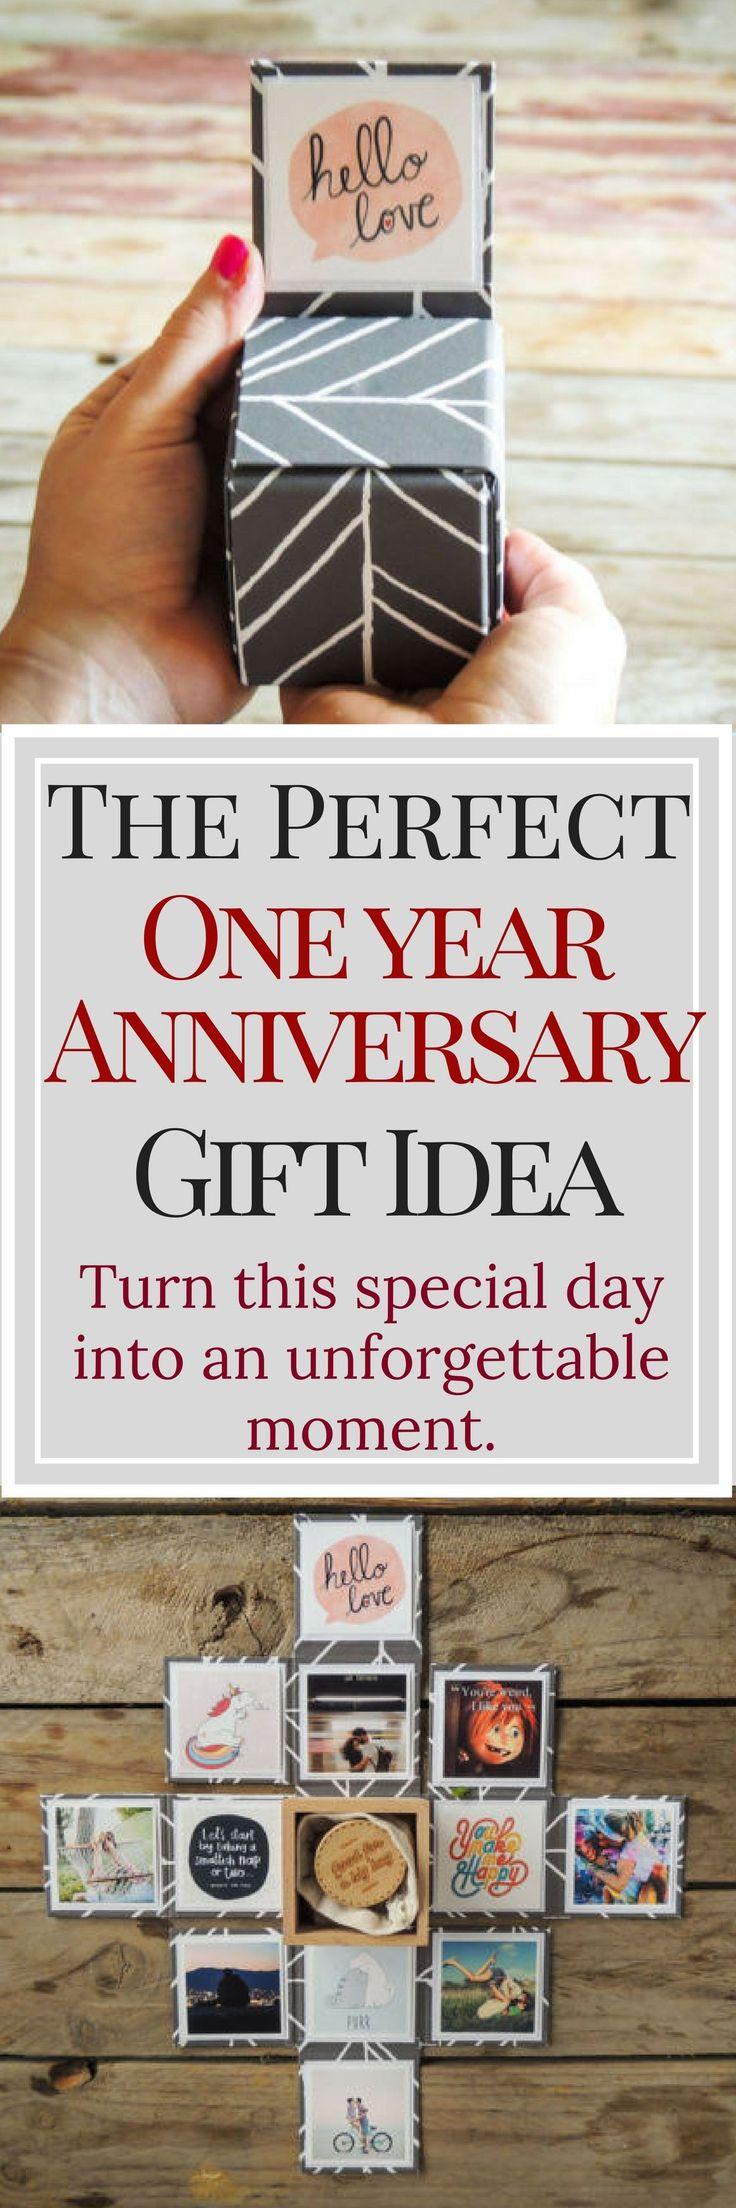 hello
love
THE PERFECT
ONE YEAR
ANNIVERSARY
GIFT IDEA
Turn this special day
into an unforgettable
moment.
hello
love
"You're weird,
I like you."
Let's start
by taking a
smallish nap
or two...
You
make
me
Happy
PURR